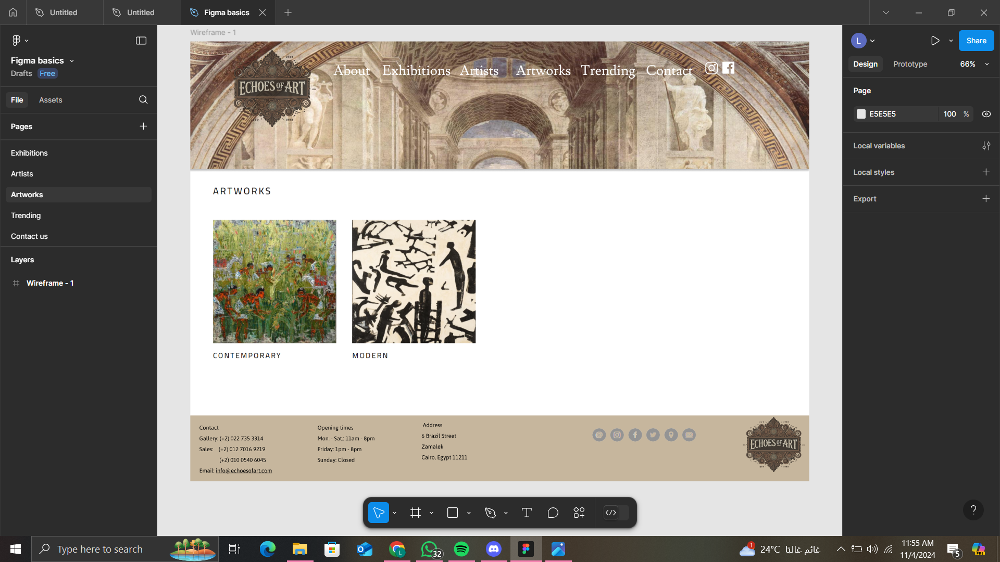 Untitled
Untitled
Figma basics
Figma basics
Drafts Free
File Assets
Pages
Exhibitions
Artists
Artworks
Trending
Contact us
Layers
Wireframe - 1
Wireframe - 1
ECHOES OF ART
About Exhibitions Artists Artworks Trending Contact
ARTWORKS
CONTEMPORARY
MODERN
Contact
Gallery: (+2) 022 735 3314
Sales: (+2) 012 7016 9219
(+2) 010 0540 6045
Email: info@echoesofart.com
Opening times
Mon. - Sat.: 11am - 8pm
Friday: 1pm - 8pm
Sunday: Closed
Address
6 Brazil Street
Zamalek
Cairo, Egypt 11211
ECHOES OF ART
L
Share
Design Prototype 66%
Page
E5E5E5 100 %
Local variables
Local styles
Export
?
Type here to search
L
32
1
24°C غائم غالبًا
11:55 AM
11/4/2024
5
PRE